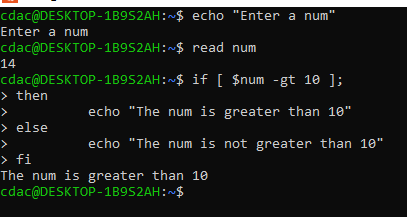 cdac@DESKTOP-1B9S2AH:~$ echo "Enter a num"
Enter a num
cdac@DESKTOP-1B9S2AH:~$ read num
14
cdac@DESKTOP-1B9S2AH:~$ if [ $num -gt 10 ];
> then
>          echo "The num is greater than 10"
> else
>          echo "The num is not greater than 10"
> fi
The num is greater than 10
cdac@DESKTOP-1B9S2AH:~$